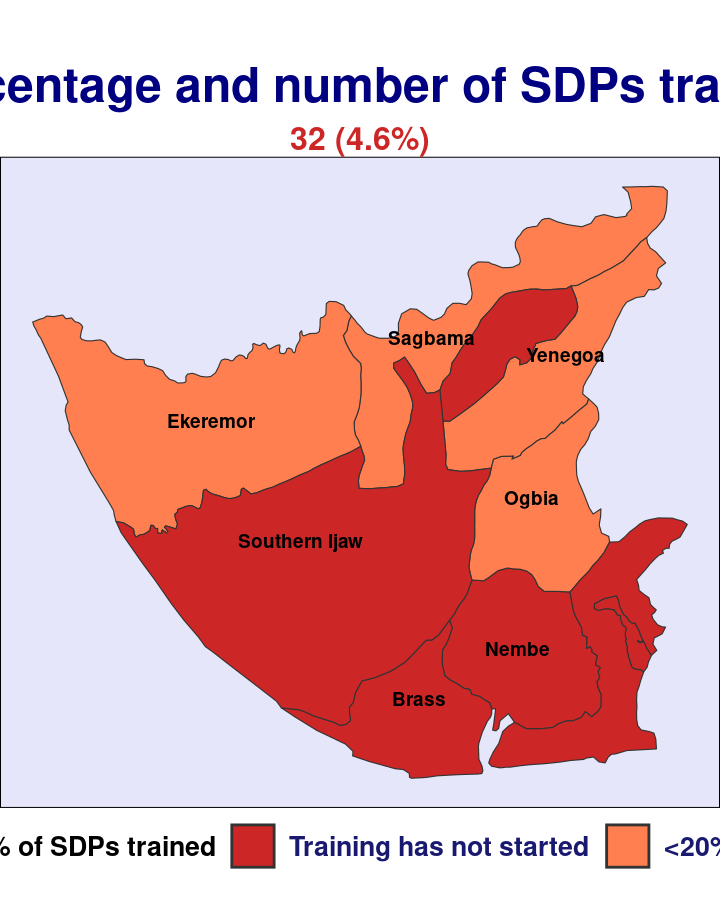 centage and number of SDPs tra
32 (4.6%)
Sagbama
Yenegoa
Ekeremor
Ogbia
Southern Ijaw
Nembe
Brass
% of SDPs trained Training has not started <20%